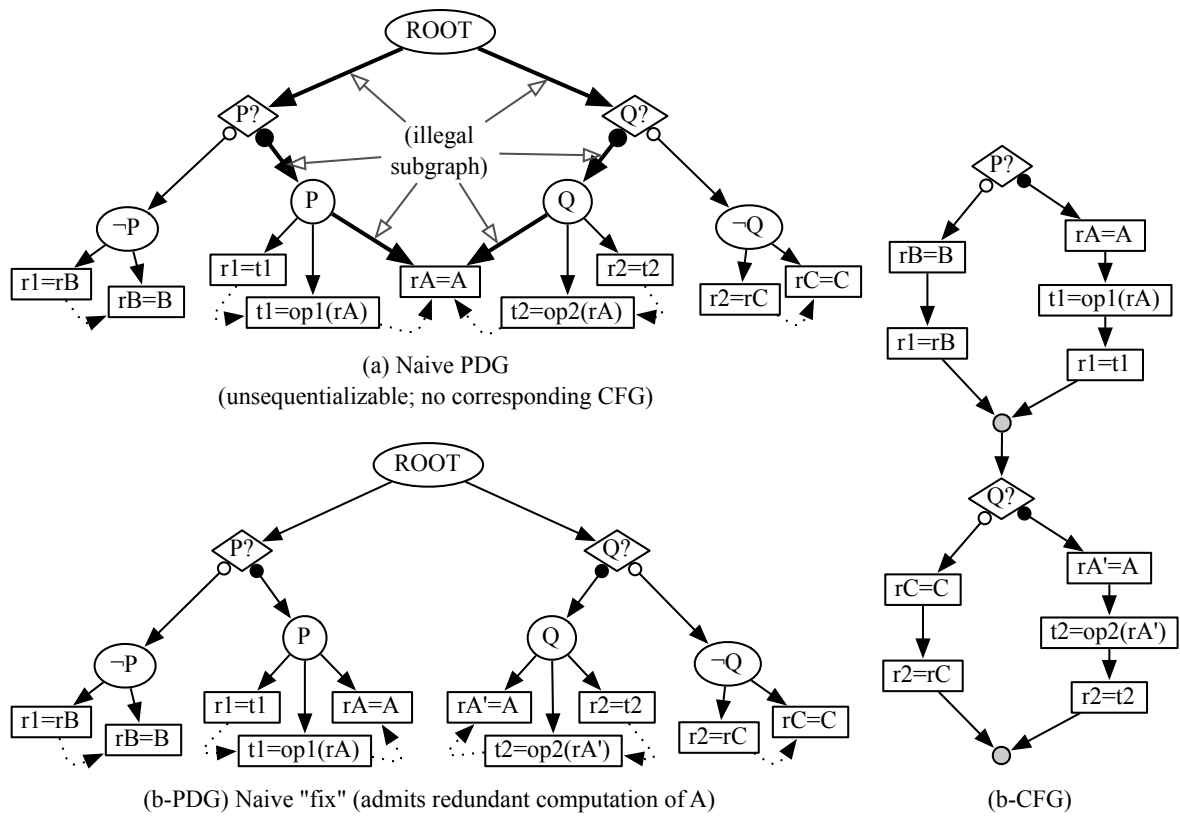 ROOT
P?
Q?
(illegal
subgraph)
P
Q
¬P
¬Q
r1=t1
rA=A
r2=t2
r1=rB
rB=B
t1=op1(rA)
t2=op2(rA)
r2=rC
rC=C
(a) Naive PDG
(unsequentializable; no corresponding CFG)
ROOT
P?
Q?
P
Q
¬P
¬Q
r1=t1
rA=A
rA'=A
r2=t2
r1=rB
rB=B
t1=op1(rA)
t2=op2(rA')
r2=rC
rC=C
(b-PDG) Naive "fix" (admits redundant computation of A)
P?
rB=B
rA=A
t1=op1(rA)
r1=rB
r1=t1
Q?
rC=C
rA'=A
t2=op2(rA')
r2=rC
r2=t2
(b-CFG)